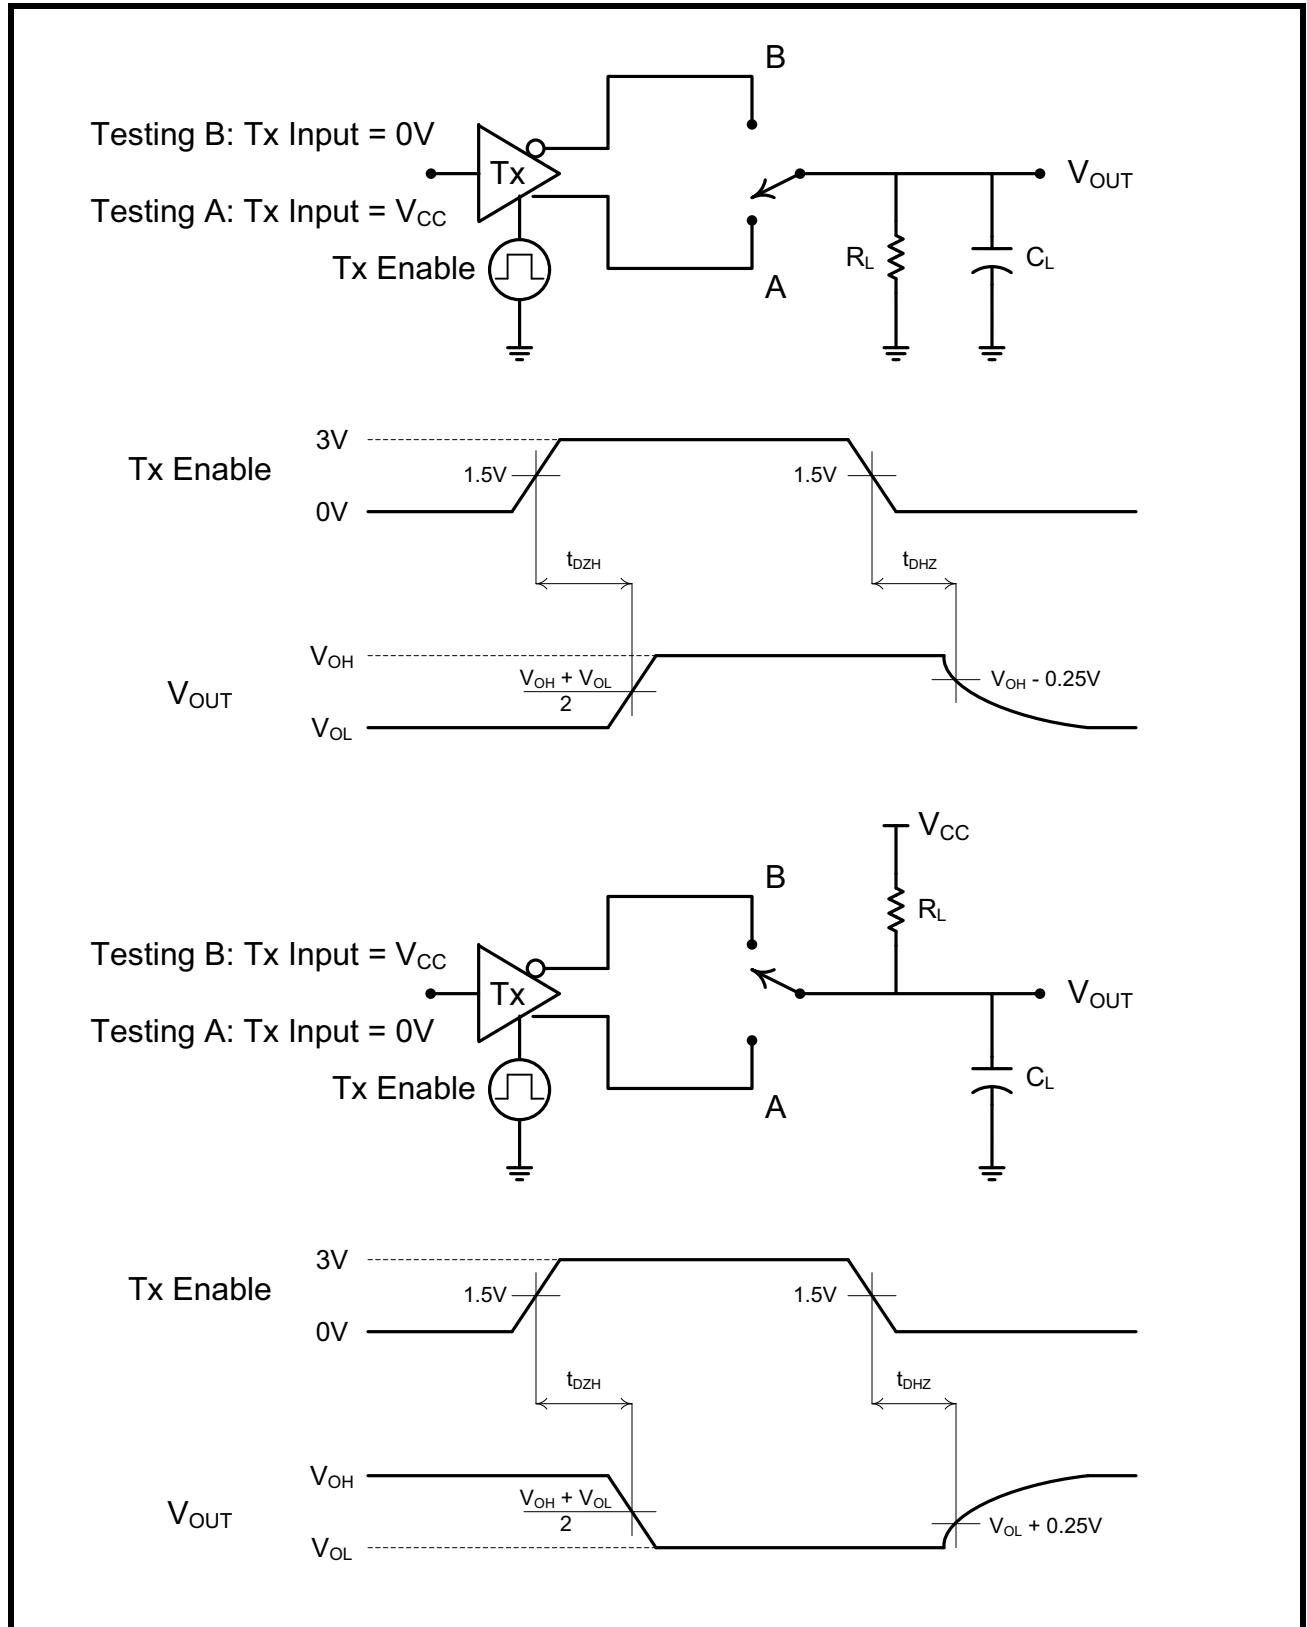 B
Testing B: Tx Input = 0V
Tx
V_OUT
Testing A: Tx Input = V_CC
R_L
C_L
Tx Enable
A
3V
Tx Enable
1.5V
1.5V
0V
t_DZH
t_DHZ
V_OH
V_OH + V_OL
2
V_OH - 0.25V
V_OUT
V_OL
V_CC
B
R_L
Testing B: Tx Input = V_CC
Tx
V_OUT
Testing A: Tx Input = 0V
Tx Enable
C_L
A
3V
Tx Enable
1.5V
1.5V
0V
t_DZH
t_DHZ
V_OH
V_OH + V_OL
2
V_OUT
V_OL + 0.25V
V_OL